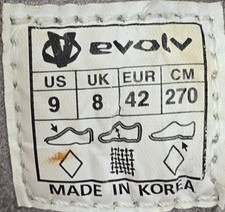 evolv
US UK EUR CM
9 8 42 270
MADE IN KOREA